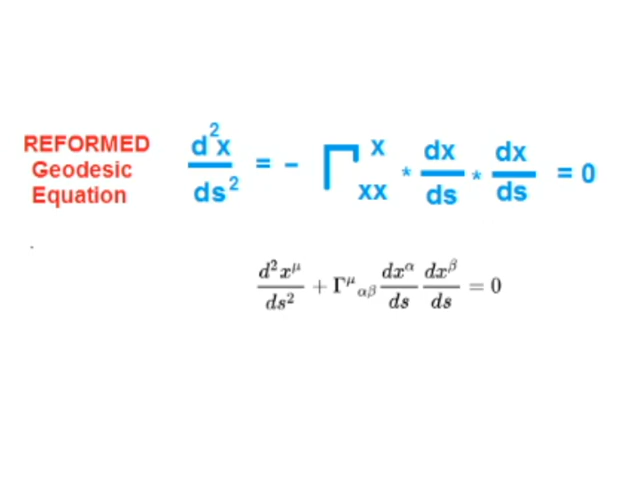 REFORMED
Geodesic
Equation
d²x/ds² = - Γ^x_xx * dx/ds * dx/ds = 0
.
d²x^μ/ds² + Γ^μ_αβ dx^α/ds dx^β/ds = 0